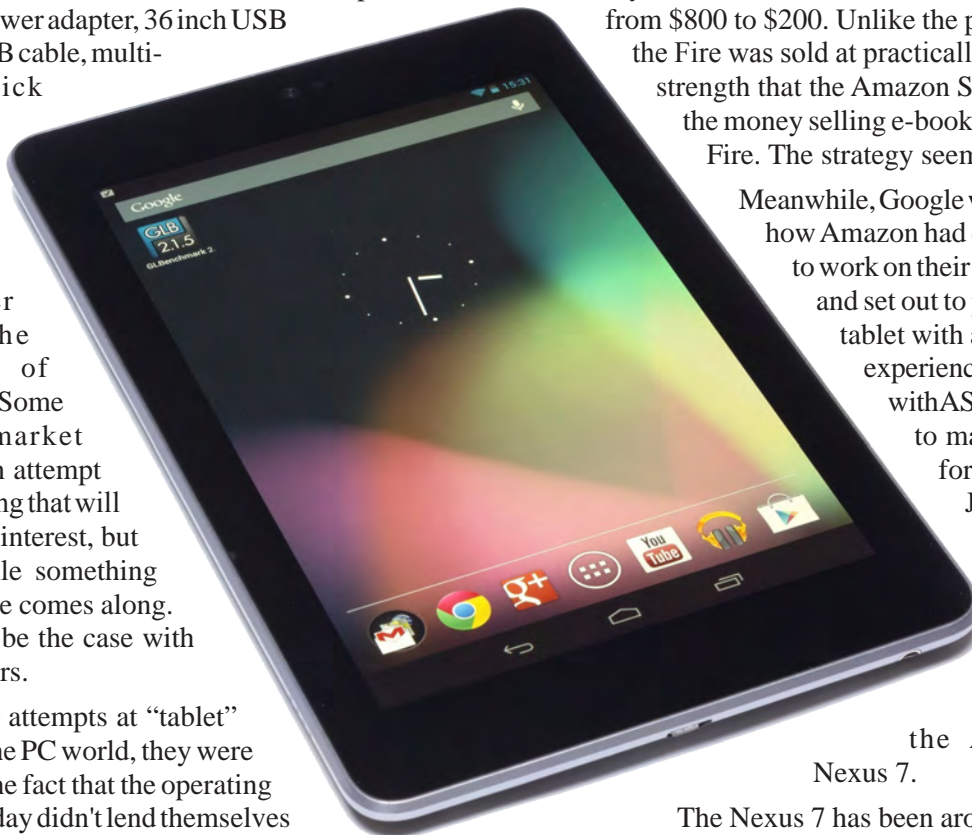 wer adapter, 36 inch USB
B cable, multi-
ick
r
he
of
Some
market
n attempt
ng that will
interest, but
le something
e comes along.
be the case with
rs.
attempts at “tablet”
he PC world, they were
he fact that the operating
day didn't lend themselves
15:31
Google
GLB
2.1.5
GLBenchmark 2.
g+
You
Tube
from $800 to $200. Unlike the p
the Fire was sold at practically
strength that the Amazon S
the money selling e-book
Fire. The strategy seem
Meanwhile, Google w
how Amazon had
to work on their
and set out to
tablet with a
experienc
withAS
to ma
for
J
the A
Nexus 7.
The Nexus 7 has been aro